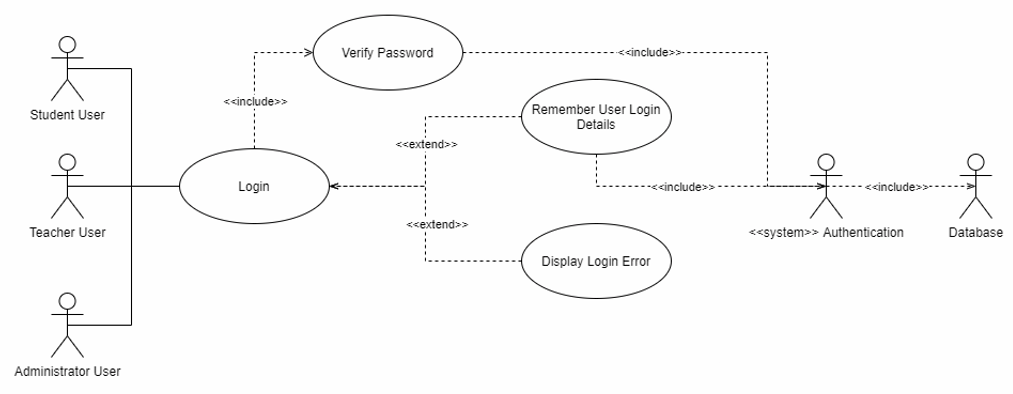 Verify Password
<<include>>
Student User
<<include>>
Remember User Login
Details
<<extend>>
Login
<<include>>
<<include>>
Teacher User
<<extend>>
<<system>> Authentication
Database
Display Login Error
Administrator User